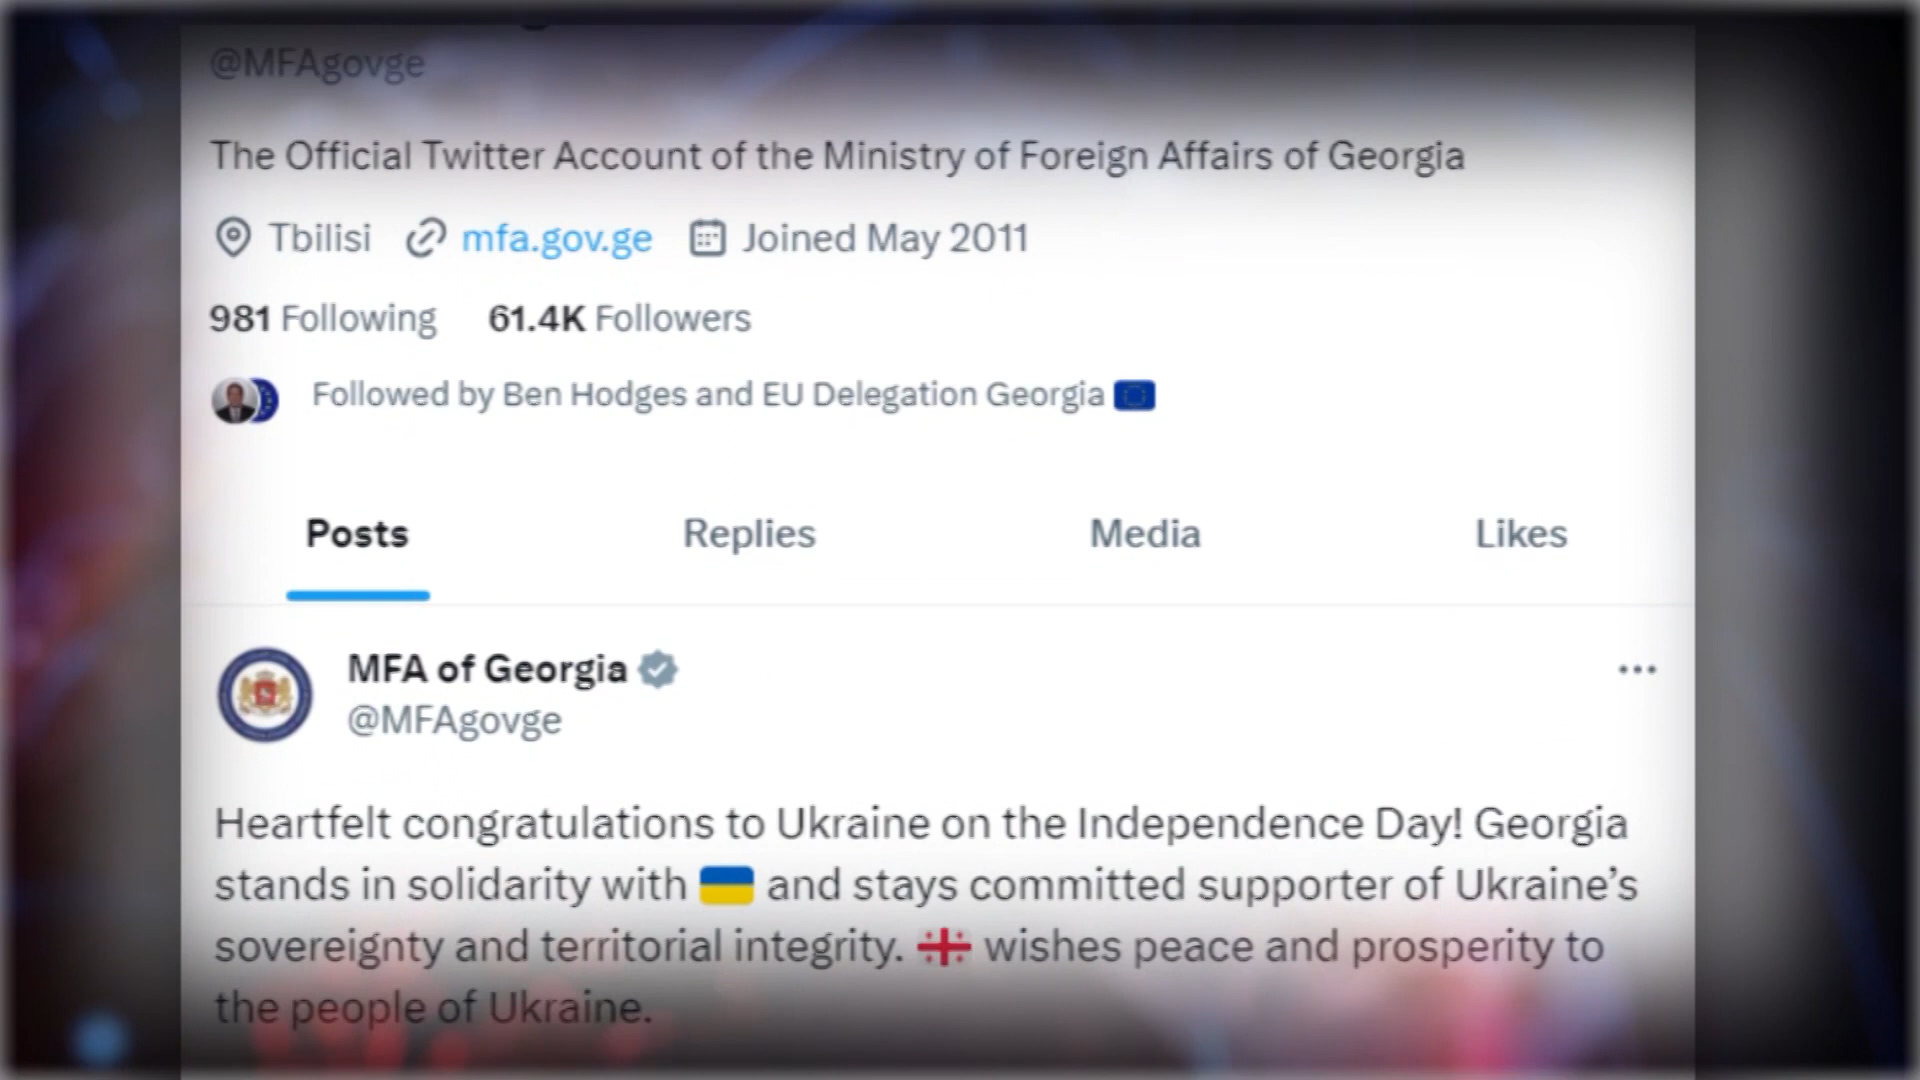 @MFAgovge
The Official Twitter Account of the Ministry of Foreign Affairs of Georgia
Tbilisi mfa.gov.ge Joined May 2011
981 Following 61.4K Followers
Followed by Ben Hodges and EU Delegation Georgia
Posts Replies Media Likes
MFA of Georgia
@MFAgovge
Heartfelt congratulations to Ukraine on the Independence Day! Georgia
stands in solidarity with 🇺🇦 and stays committed supporter of Ukraine’s
sovereignty and territorial integrity. 🇬🇪 wishes peace and prosperity to
the people of Ukraine.